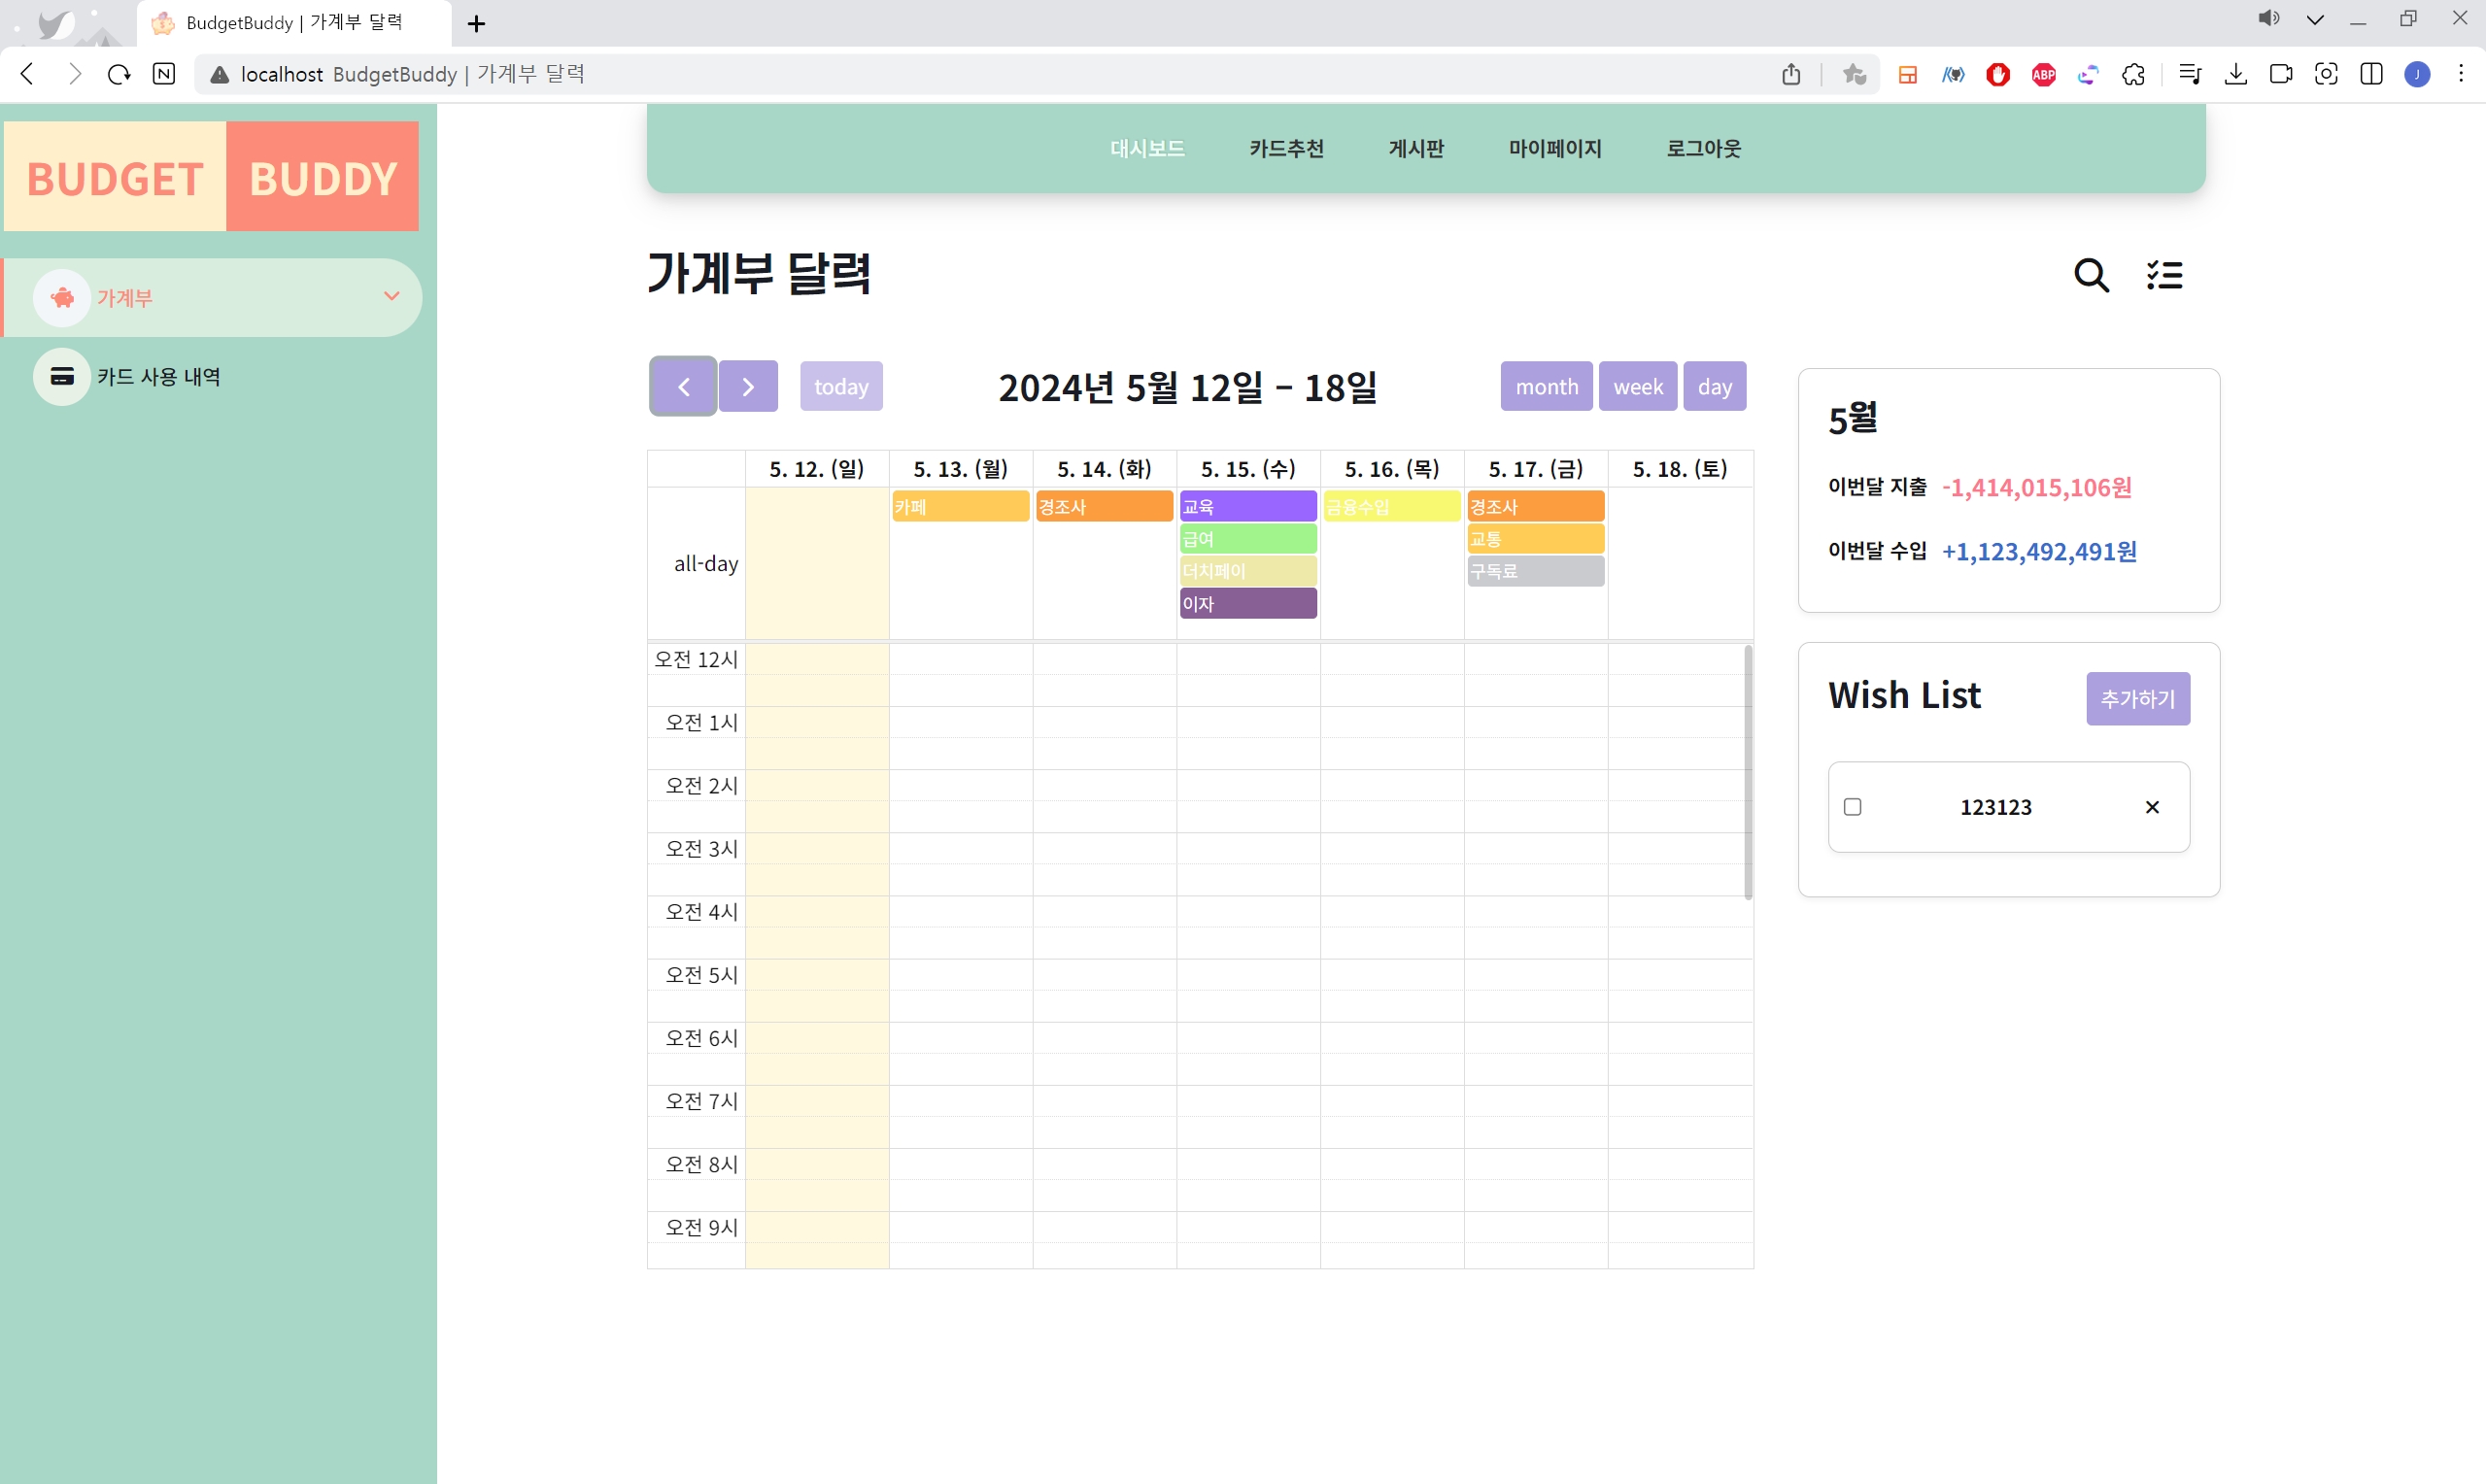 BudgetBuddy | 가계부 달력
localhost BudgetBuddy | 가계부 달력
ABP
J
BUDGET BUDDY
가계부
카드 사용 내역
대시보드 카드추천 게시판 마이페이지 로그아웃
가계부 달력
today 2024년 5월 12일 – 18일 month week day
5. 12. (일) 5. 13. (월) 5. 14. (화) 5. 15. (수) 5. 16. (목) 5. 17. (금) 5. 18. (토)
all-day
카페 경조사 교육 금융수입 경조사
급여 교통
더치페이 구독료
이자
오전 12시
오전 1시
오전 2시
오전 3시
오전 4시
오전 5시
오전 6시
오전 7시
오전 8시
오전 9시
5월
이번달 지출 -1,414,015,106원
이번달 수입 +1,123,492,491원
Wish List 추가하기
123123